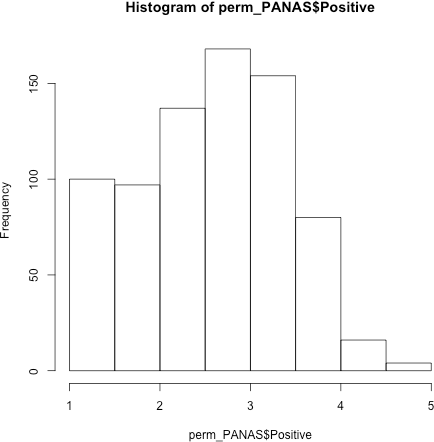 Histogram of perm_PANAS$Positive
Frequency
150
100
50
0
1 2 3 4 5
perm_PANAS$Positive